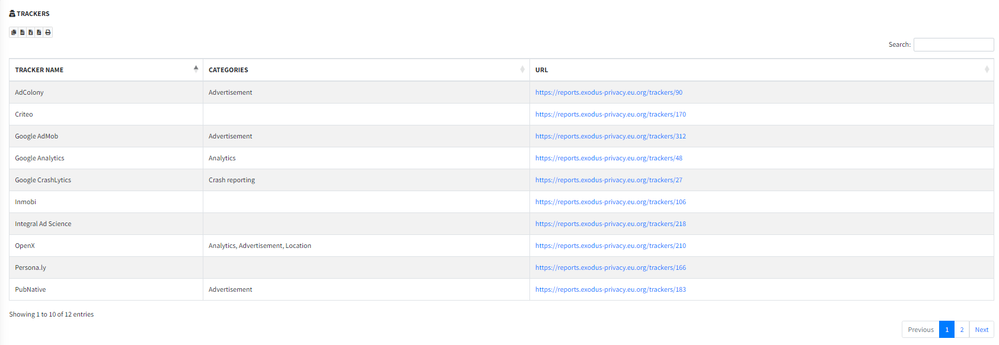 TRACKERS
Search:
TRACKER NAME CATEGORIES URL
AdColony Advertisement https://reports.exodus-privacy.eu.org/trackers/90
Criteo https://reports.exodus-privacy.eu.org/trackers/170
Google AdMob Advertisement https://reports.exodus-privacy.eu.org/trackers/312
Google Analytics Analytics https://reports.exodus-privacy.eu.org/trackers/48
Google CrashLytics Crash reporting https://reports.exodus-privacy.eu.org/trackers/27
Inmobi https://reports.exodus-privacy.eu.org/trackers/106
Integral Ad Science https://reports.exodus-privacy.eu.org/trackers/218
OpenX Analytics, Advertisement, Location https://reports.exodus-privacy.eu.org/trackers/210
Persona.ly https://reports.exodus-privacy.eu.org/trackers/166
PubNative Advertisement https://reports.exodus-privacy.eu.org/trackers/183
Showing 1 to 10 of 12 entries
Previous 1 2 Next